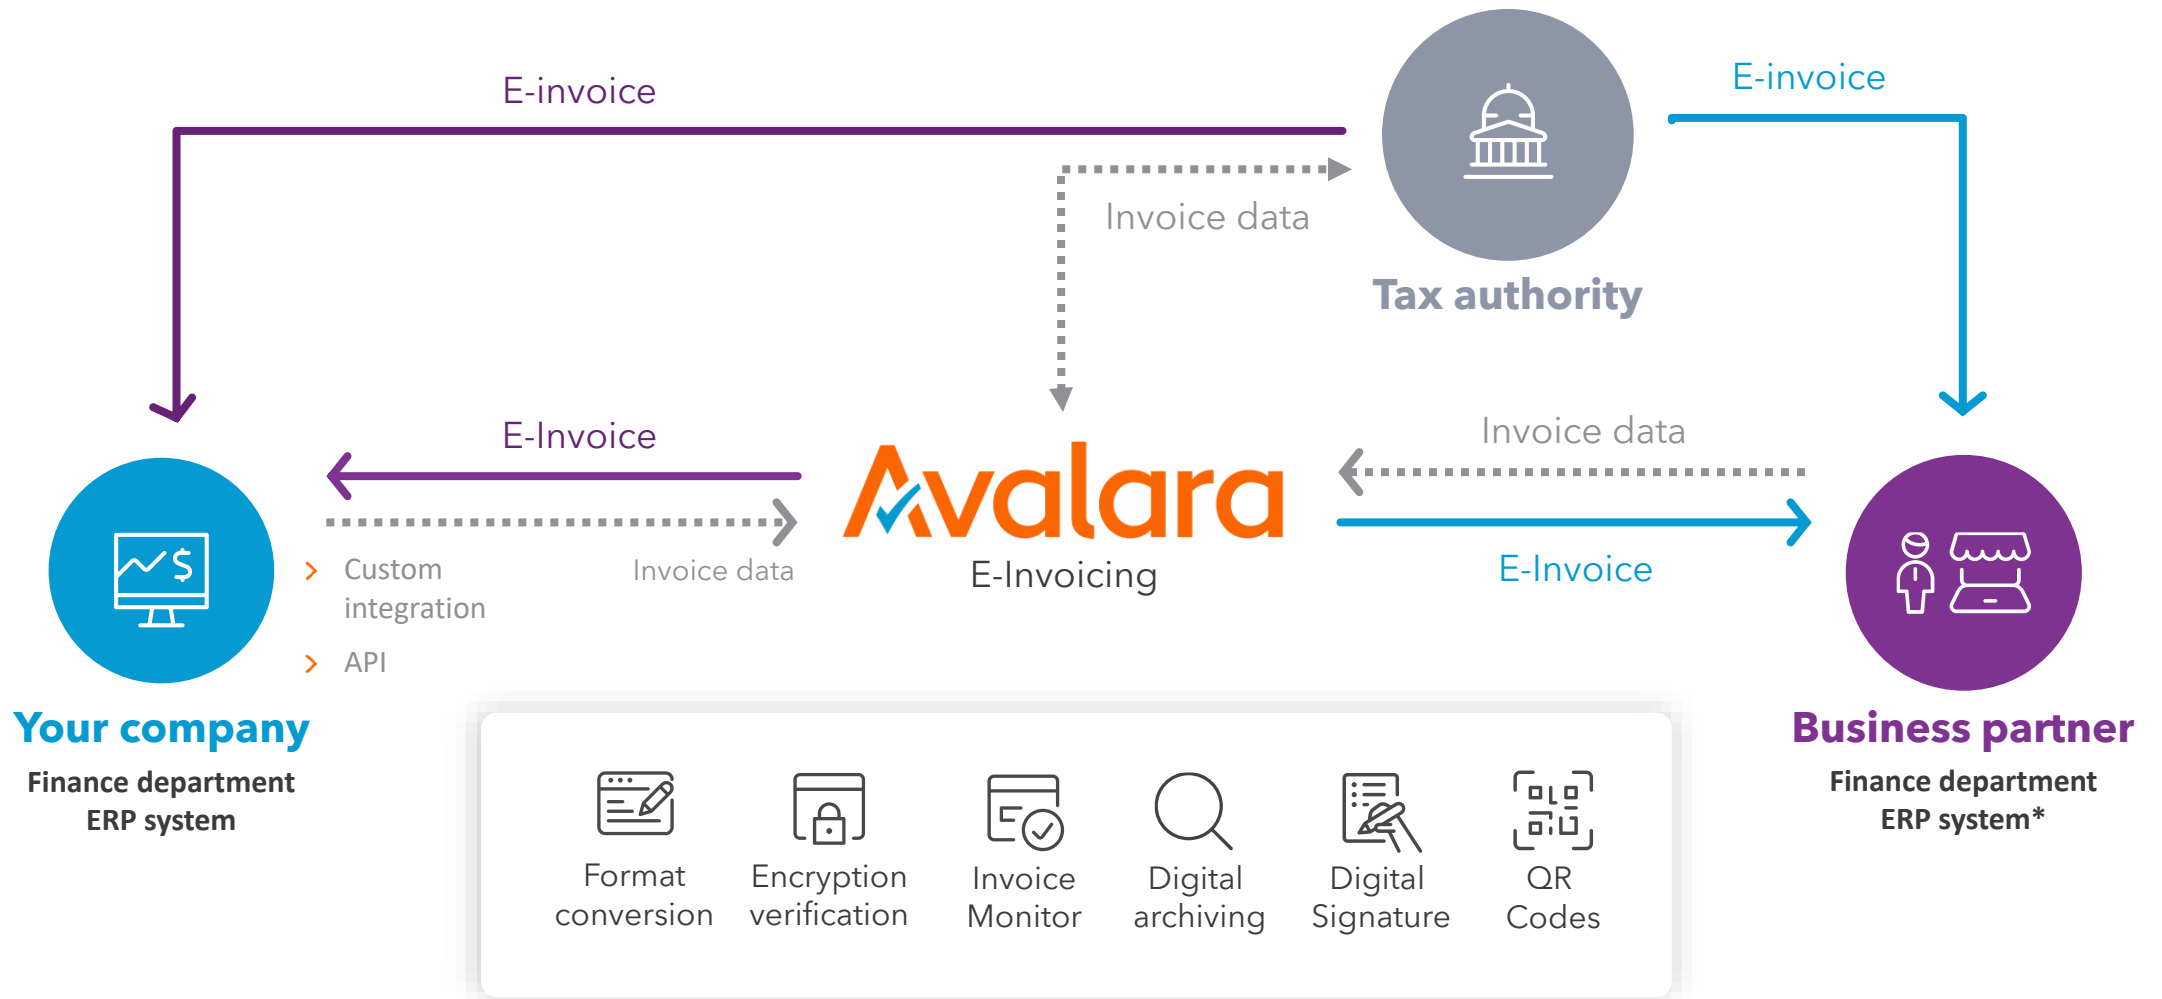 E-invoice
E-invoice
Invoice data
Tax authority
E-Invoice
Invoice data
Avalara
E-Invoicing
Invoice data
E-Invoice
Custom
integration
API
$
Your company
Finance department
ERP system
Business partner
Finance department
ERP system*
Format
conversion
Encryption
verification
Invoice
Monitor
Digital
archiving
Digital
Signature
QR
Codes